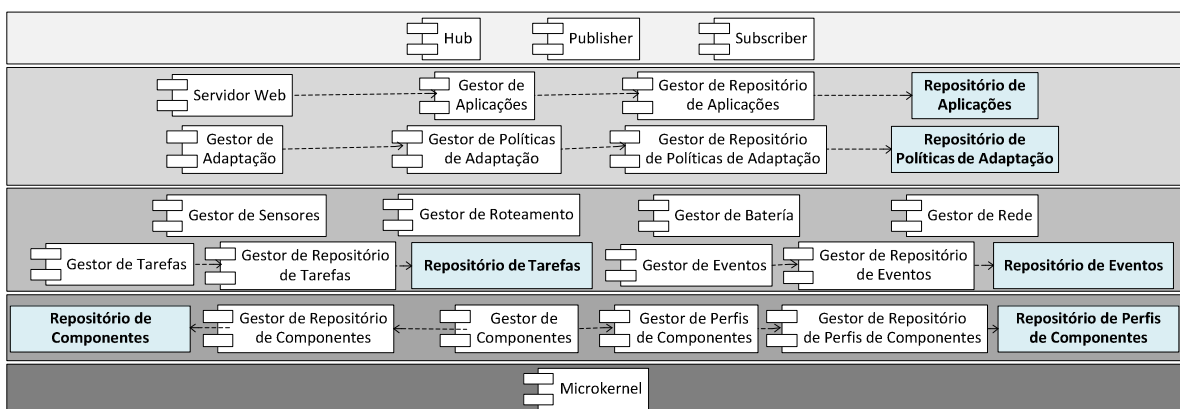 Hub
Publisher
Subscriber
Servidor Web
Gestor de
Aplicações
Gestor de Repositório
de Aplicações
Repositório de
Aplicações
Gestor de
Adaptação
Gestor de Políticas
de Adaptação
Gestor de Repositório
de Políticas de Adaptação
Repositório de
Políticas de Adaptação
Gestor de Sensores
Gestor de Roteamento
Gestor de Batería
Gestor de Rede
Gestor de Tarefas
Gestor de Repositório
de Tarefas
Repositório de Tarefas
Gestor de Eventos
Gestor de Repositório
de Eventos
Repositório de Eventos
Repositório de
Componentes
Gestor de Repositório
de Componentes
Gestor de
Componentes
Gestor de Perfis
de Componentes
Gestor de Repositório
de Perfis de Componentes
Repositório de Perfis
de Componentes
Microkernel